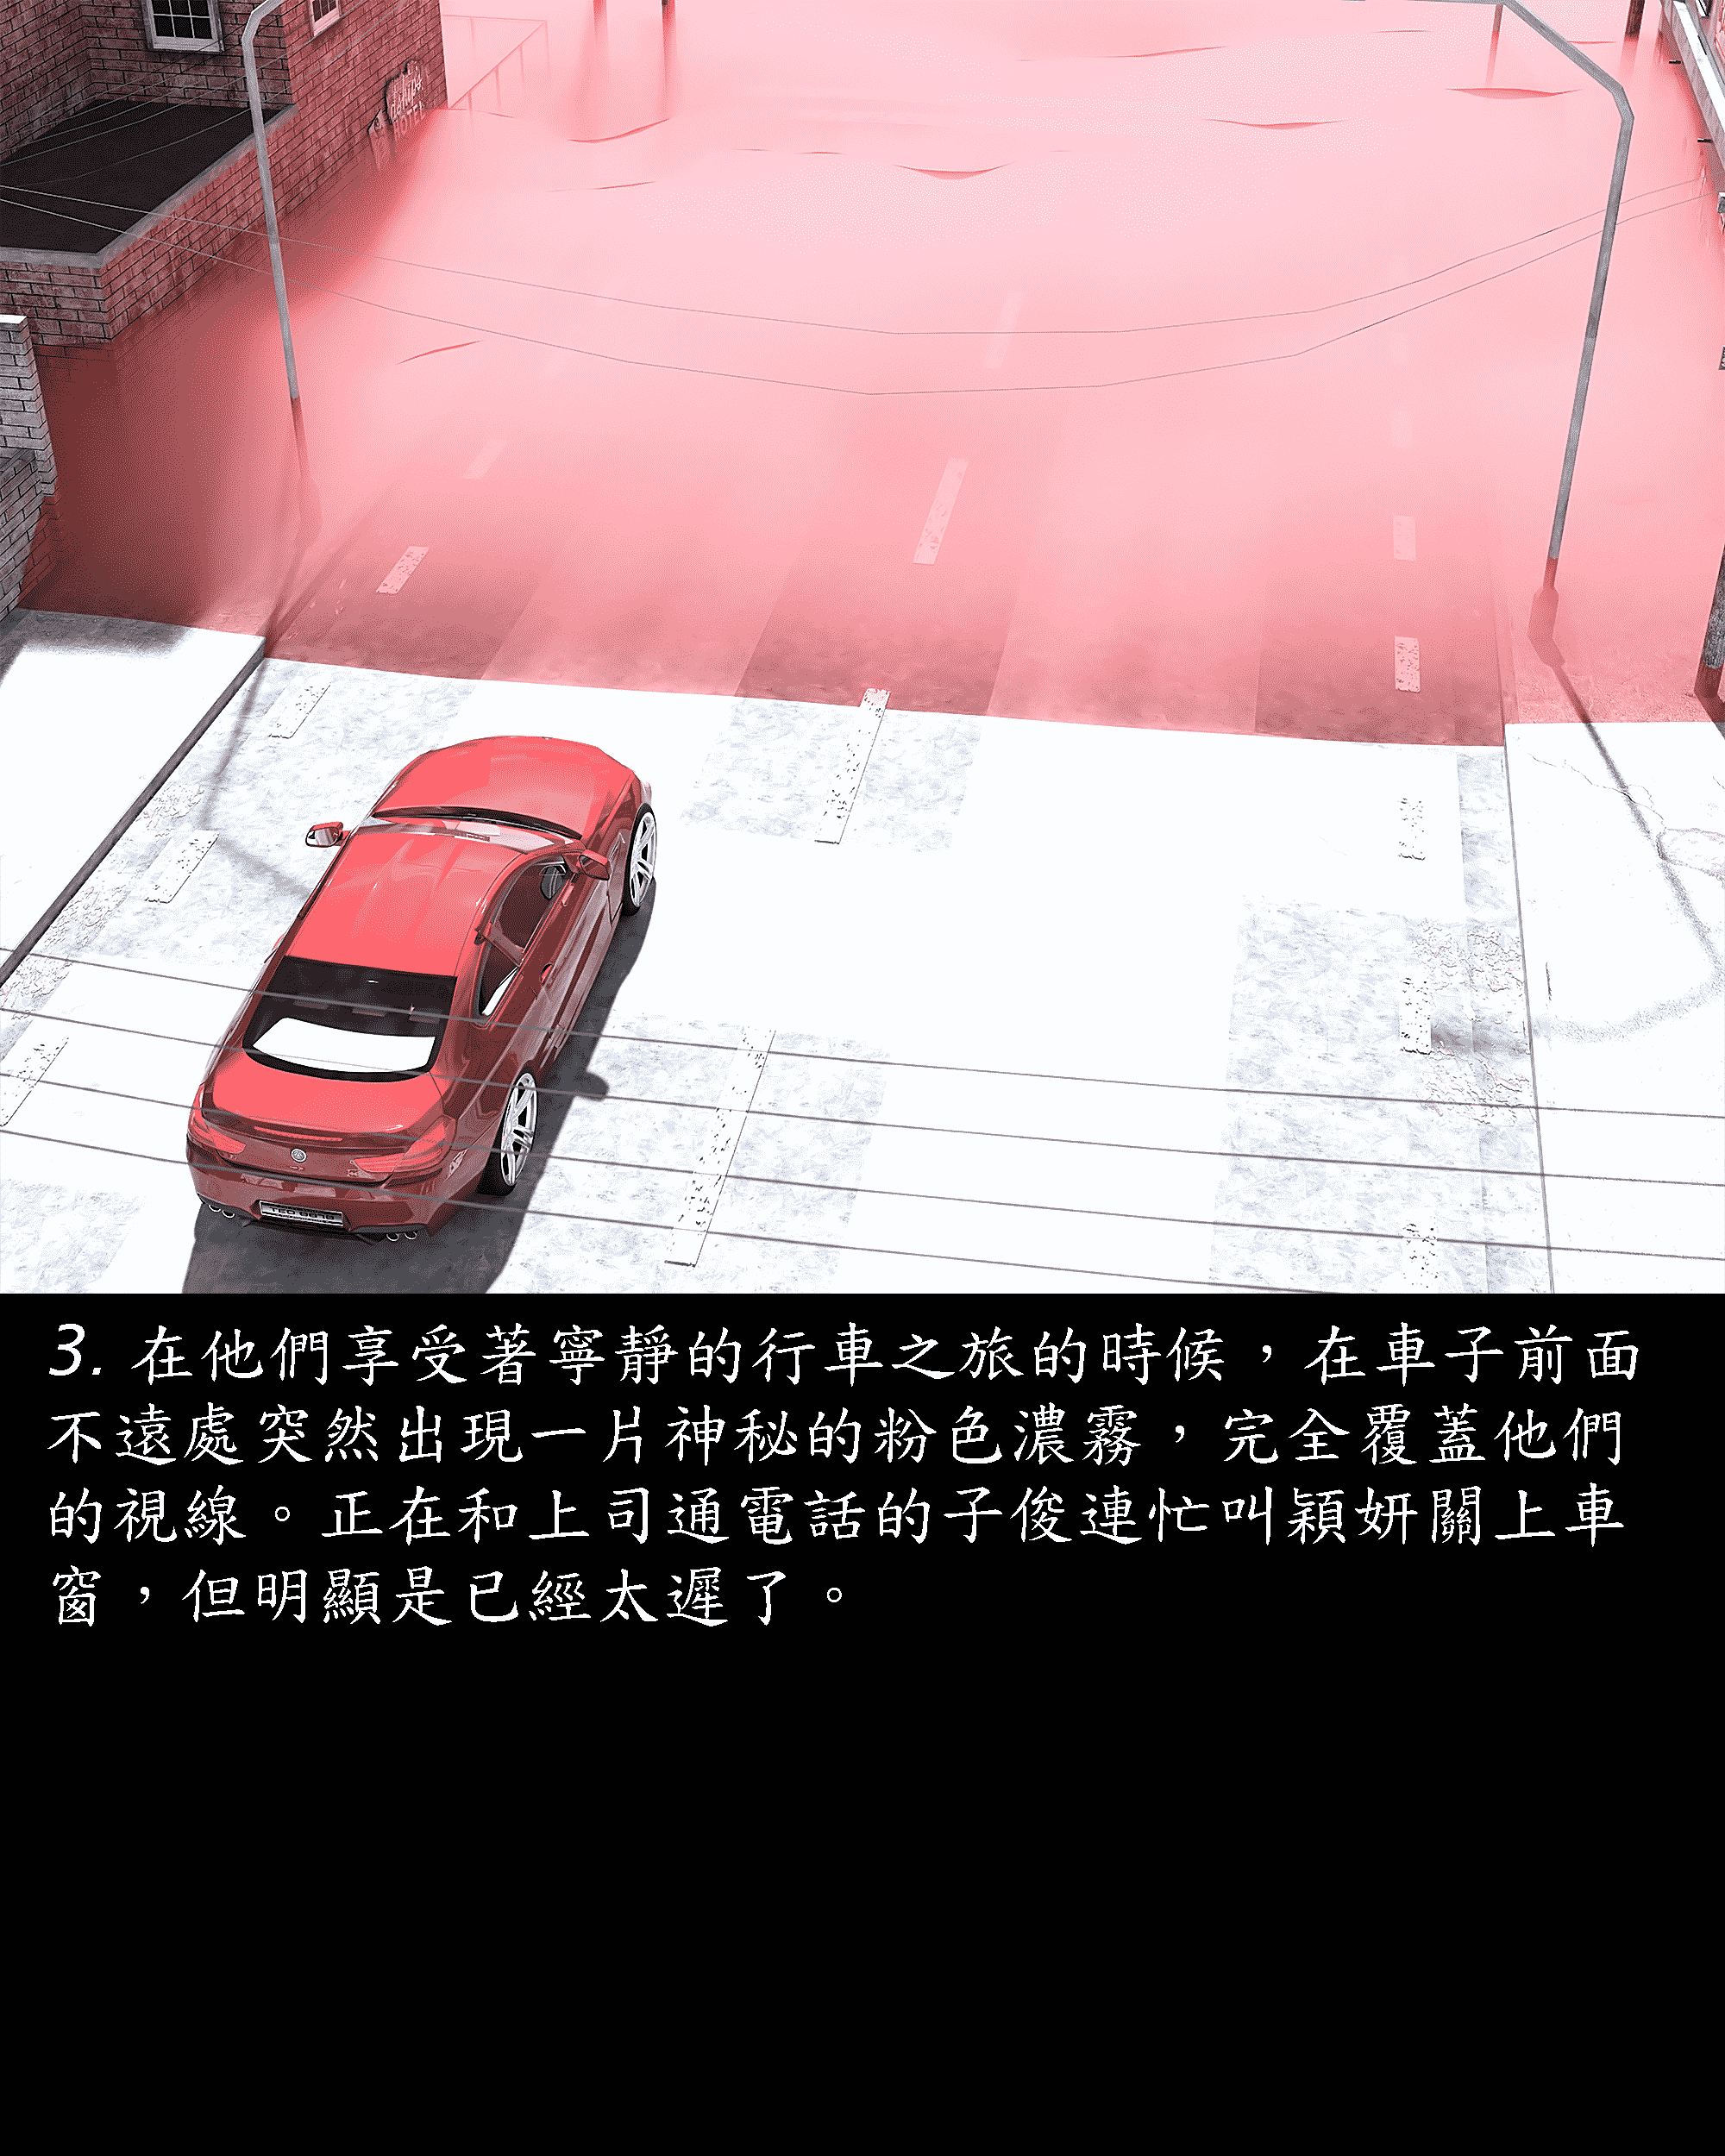 HOTEL
3. 在他們享受著寧靜的行車之旅的時候，在車子前面
不遠處突然出現一片神秘的粉色濃霧，完全覆蓋他們
的視線。正在和上司通電話的子俊連忙叫穎妍關上車
窗，但明顯是已經太遲了。